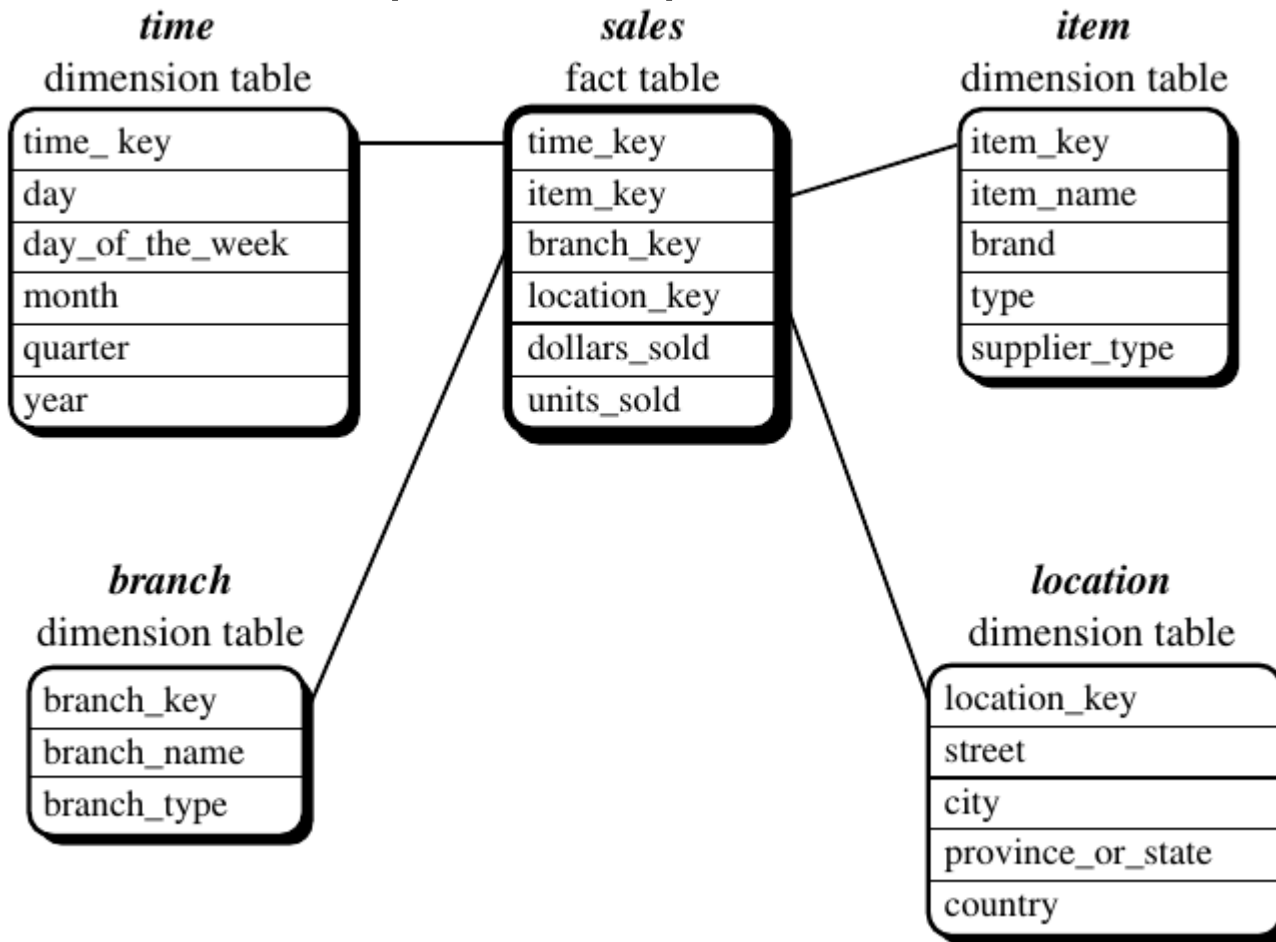 time
dimension table
time_ key
day
day_of_the_week
month
quarter
year
sales
fact table
time_key
item_key
branch_key
location_key
dollars_sold
units_sold
item
dimension table
item_key
item_name
brand
type
supplier_type
branch
dimension table
branch_key
branch_name
branch_type
location
dimension table
location_key
street
city
province_or_state
country